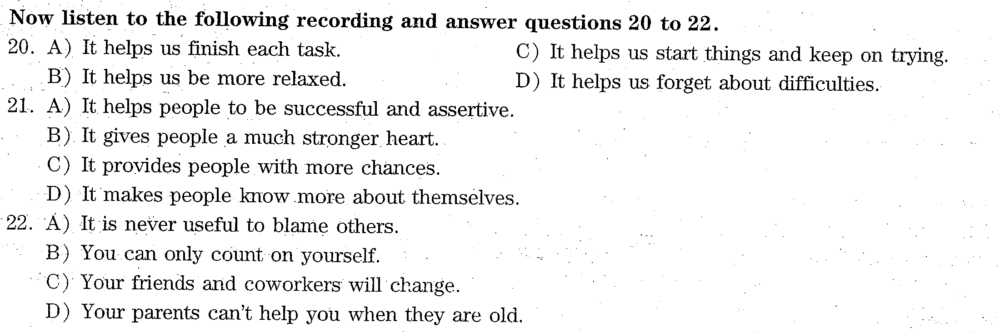 Now listen to the following recording and answer questions 20 to 22.
20. A) It helps us finish each task. C) It helps us start things and keep on trying.
B) It helps us be more relaxed. D) It helps us forget about difficulties.
21. A) It helps people to be successful and assertive.
B) It gives people a much stronger heart.
C) It provides people with more chances.
D) It makes people know more about themselves.
22. A) It is never useful to blame others.
B) You can only count on yourself.
C) Your friends and coworkers will change.
D) Your parents can't help you when they are old.